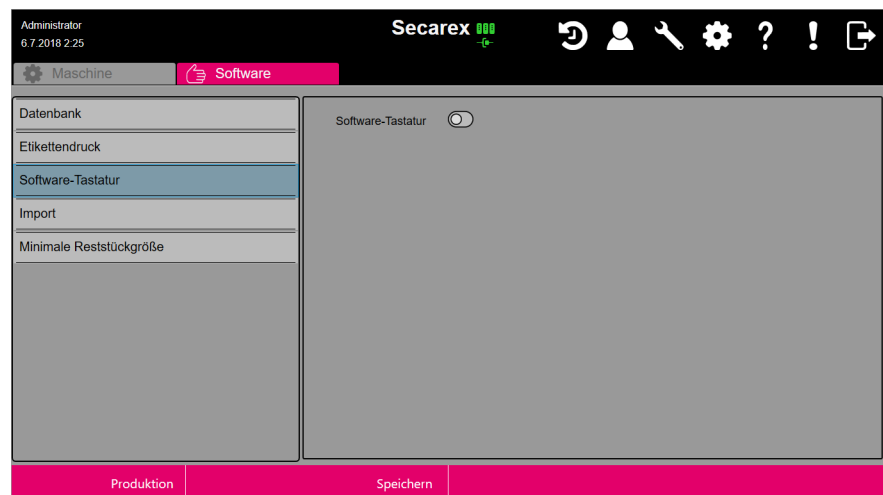 Administrator
6.7.2018 2:25
Secarex
Maschine
Software
Datenbank
Etikettendruck
Software-Tastatur
Import
Minimale Reststückgröße
Software-Tastatur
Produktion
Speichern